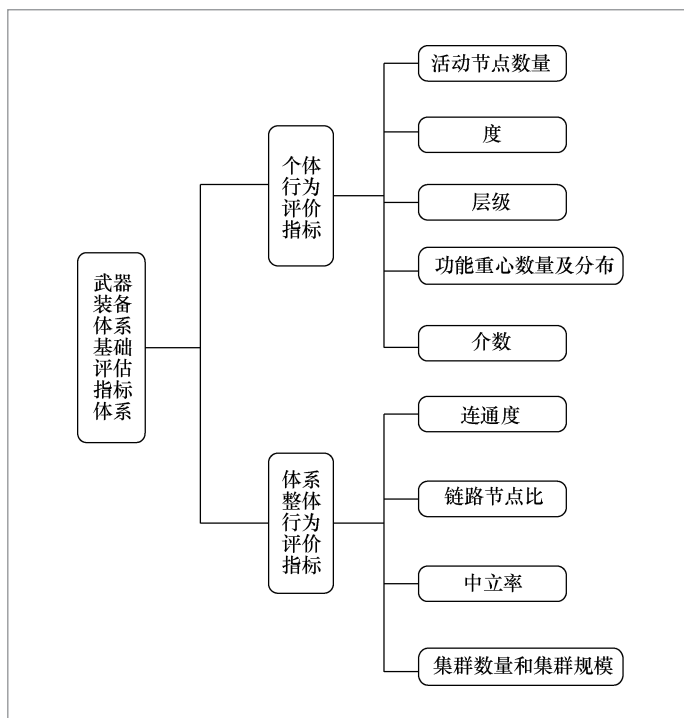 武器
装备
体系
基础
评估
指标
体系
个体
行为
评价
指标
活动节点数量
度
层级
功能重心数量及分布
介数
体系
整体
行为
评价
指标
连通度
链路节点比
中立率
集群数量和集群规模